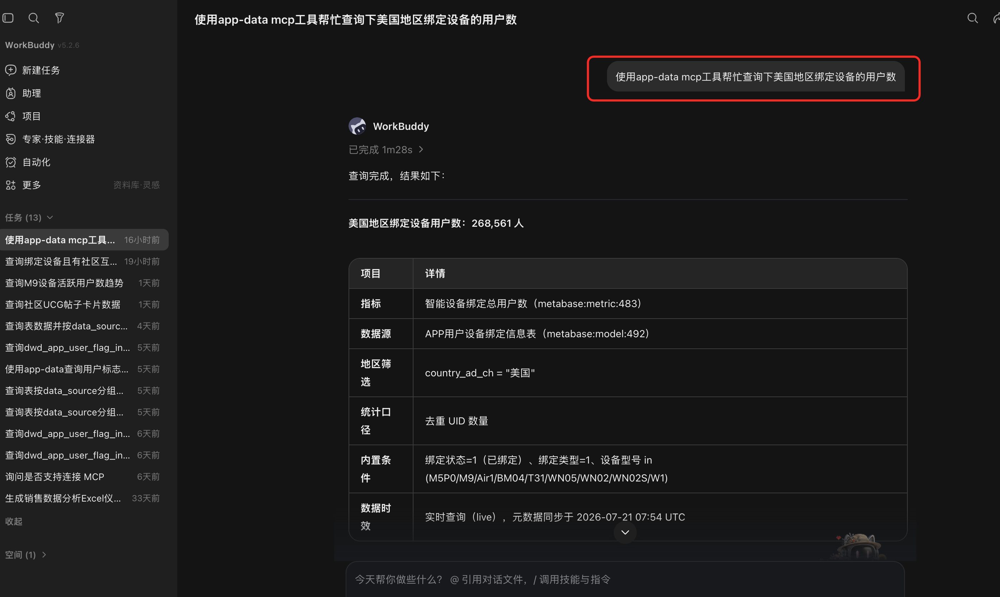 使用app-data mcp工具帮忙查询下美国地区绑定设备的用户数
WorkBuddy v5.2.6
新建任务
助理
项目
专家·技能·连接器
自动化
更多 资料库·灵感
任务 (13)
使用app-data mcp工具... 16小时前
查询绑定设备且有社区互... 19小时前
查询M9设备活跃用户数趋势 1天前
查询社区UCG帖子卡片数据 1天前
查询表数据并按data_sourc... 4天前
查询dwd_app_user_flag_in... 5天前
使用app-data查询用户标志... 5天前
查询表按data_source分组... 5天前
查询表按data_source分组... 5天前
查询dwd_app_user_flag_in... 6天前
查询dwd_app_user_flag_in... 6天前
询问是否支持连接 MCP 6天前
生成销售数据分析Excel仪... 33天前
收起
空间 (1)
使用app-data mcp工具帮忙查询下美国地区绑定设备的用户数
WorkBuddy
已完成 1m28s
查询完成，结果如下：
美国地区绑定设备用户数：268,561 人
项目 详情
指标 智能设备绑定总用户数（metabase:metric:483）
数据源 APP用户设备绑定信息表（metabase:model:492）
地区筛
选
country_ad_ch = "美国"
统计口
径
去重 UID 数量
内置条
件
绑定状态=1（已绑定）、绑定类型=1、设备型号 in
(M5P0/M9/Air1/BM04/T31/WN05/WN02/WN02S/W1)
数据时
效
实时查询（live），元数据同步于 2026-07-21 07:54 UTC
今天帮你做些什么？ @ 引用对话文件，/ 调用技能与指令